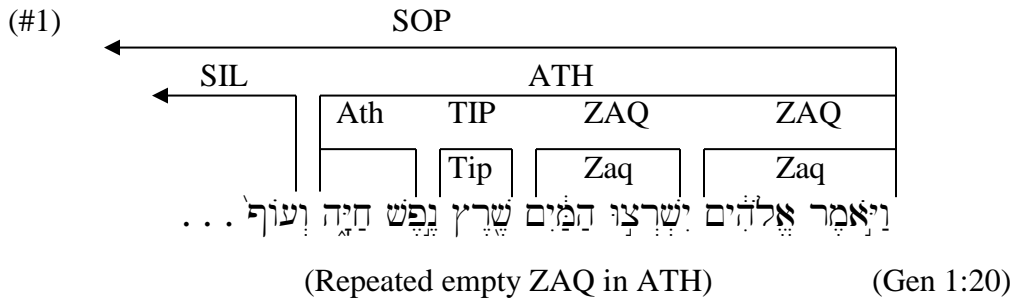 (#1) SOP
SIL ATH
Ath TIP ZAQ ZAQ
Tip Zaq Zaq
וַיֹּ֣אמֶר אֱלֹהִ֔ים יִשְׁרְצ֣וּ הַמַּ֔יִם שֶׁ֖רֶץ נֶ֣פֶשׁ חַיָּ֑ה וְעוֹף֙ . . .
(Repeated empty ZAQ in ATH) (Gen 1:20)